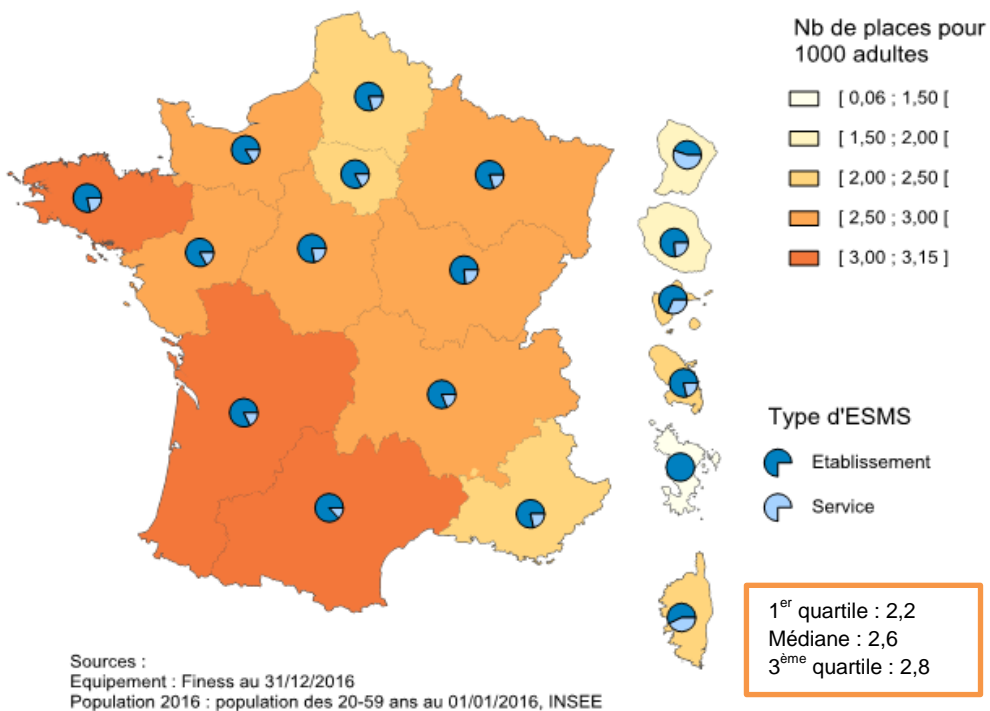 Nb de places pour
1000 adultes
[ 0,06 ; 1,50 [
[ 1,50 ; 2,00 [
[ 2,00 ; 2,50 [
[ 2,50 ; 3,00 [
[ 3,00 ; 3,15 ]
Type d'ESMS
Etablissement
Service
1er quartile : 2,2
Médiane : 2,6
3ème quartile : 2,8
Sources :
Equipement : Finess au 31/12/2016
Population 2016 : population des 20-59 ans au 01/01/2016, INSEE